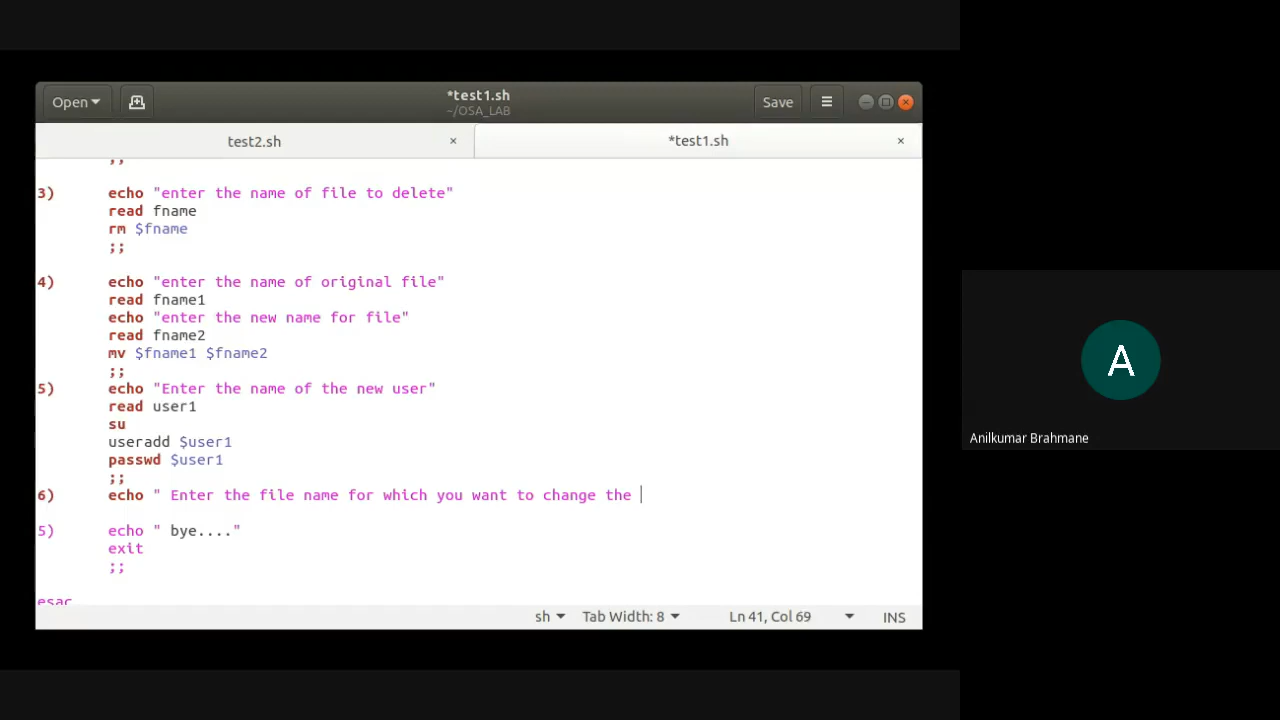 Open
*test1.sh
~/OSA_LAB
Save
test2.sh
*test1.sh
;;
3) echo "enter the name of file to delete"
read fname
rm $fname
;;
4) echo "enter the name of original file"
read fname1
echo "enter the new name for file"
read fname2
mv $fname1 $fname2
;;
5) echo "Enter the name of the new user"
read user1
su
useradd $user1
passwd $user1
;;
6) echo " Enter the file name for which you want to change the
5) echo " bye...."
exit
;;
esac
sh Tab Width: 8 Ln 41, Col 69 INS
A
Anilkumar Brahmane